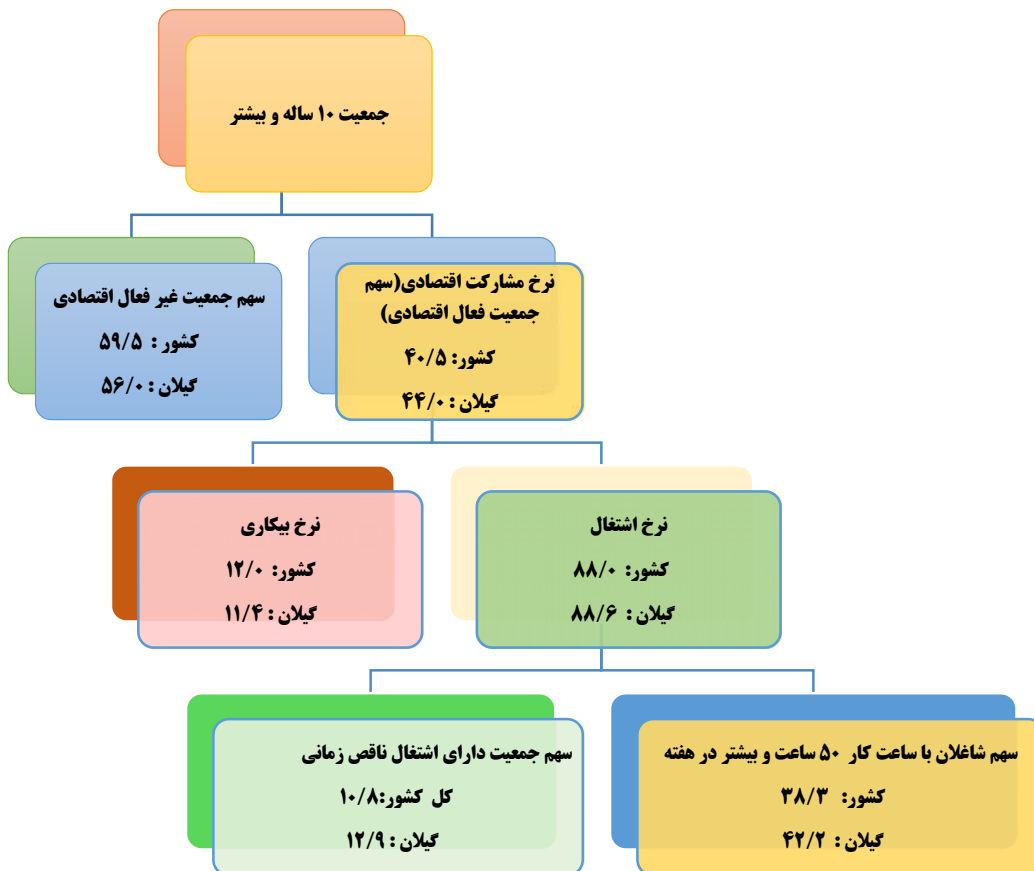 جمعیت ۱۰ ساله و بیشتر
نرخ مشارکت اقتصادی(سهم
جمعیت فعال اقتصادی)
کشور: ۴۰/۵
گیلان : ۴۴/۰
سهم جمعیت غیر فعال اقتصادی
کشور : ۵۹/۵
گیلان : ۵۶/۰
نرخ اشتغال
کشور: ۸۸/۰
گیلان : ۸۸/۶
نرخ بیکاری
کشور: ۱۲/۰
گیلان : ۱۱/۴
سهم شاغلان با ساعت کار ۵۰ ساعت و بیشتر در هفته
کشور: ۳۸/۳
گیلان : ۴۲/۲
سهم جمعیت دارای اشتغال ناقص زمانی
کل کشور:۱۰/۸
گیلان : ۱۲/۹